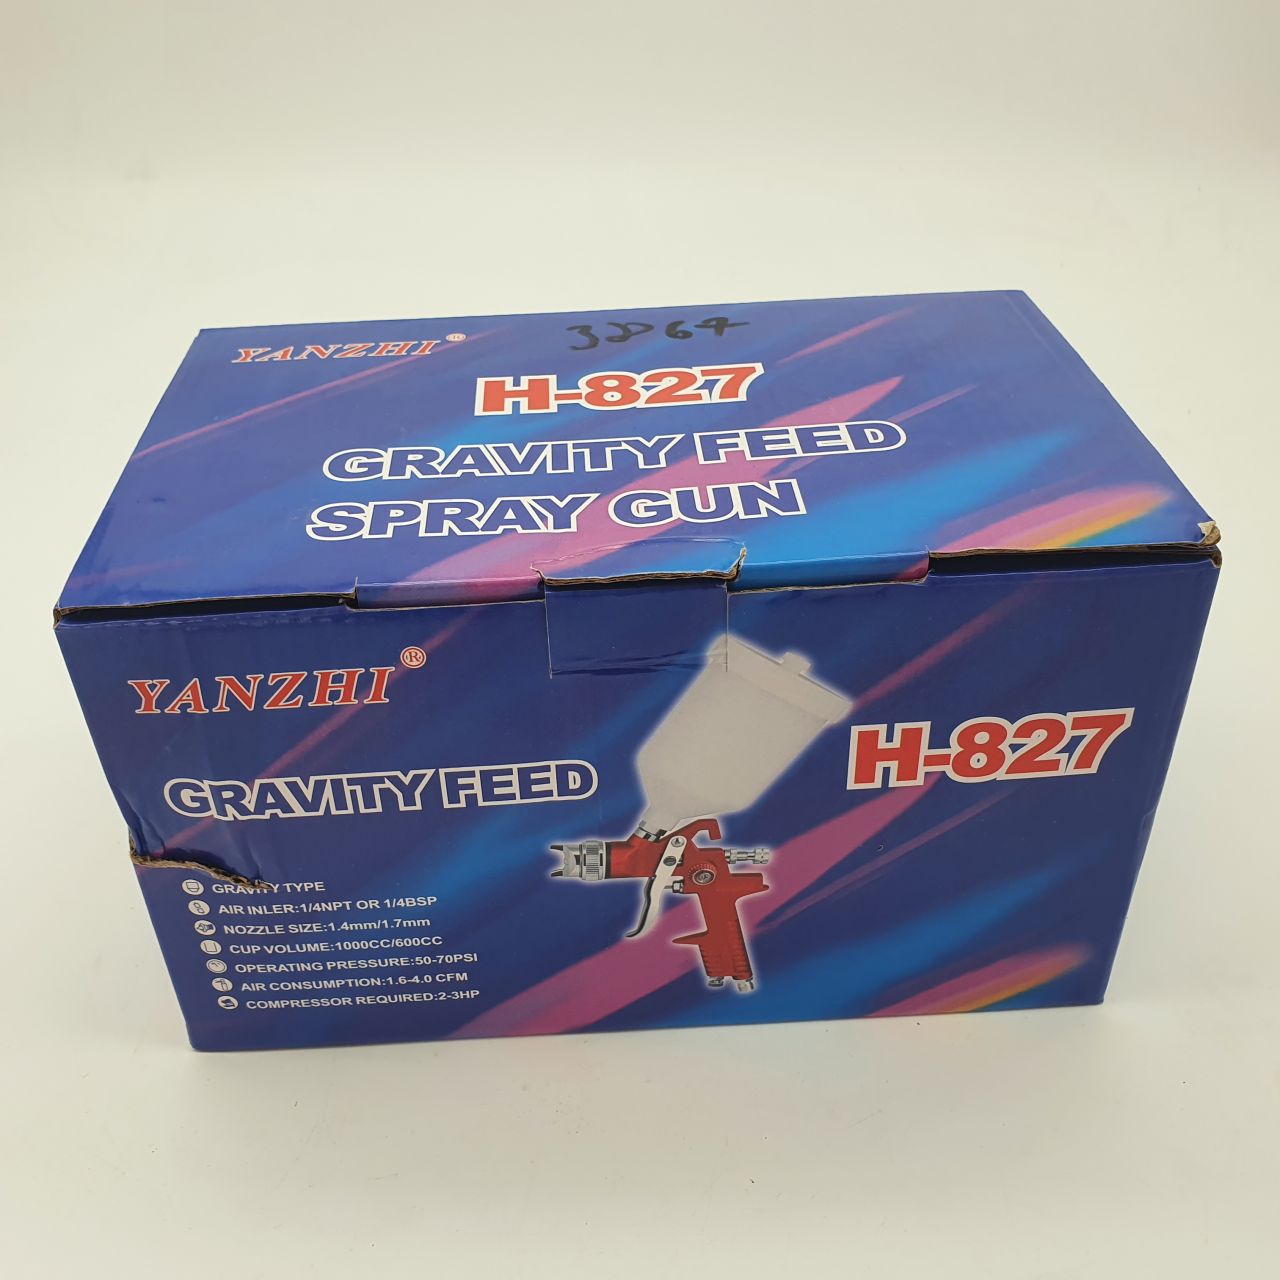 YANZHI®
H-827
GRAVITY FEED
SPRAY GUN
YANZHI®
H-827
GRAVITY FEED
GRAVITY TYPE
AIR INLER:1/4NPT OR 1/4BSP
NOZZLE SIZE:1.4mm/1.7mm
CUP VOLUME:1000CC/600CC
OPERATING PRESSURE:50-70PSI
AIR CONSUMPTION:1.6-4.0 CFM
COMPRESSOR REQUIRED:2-3HP